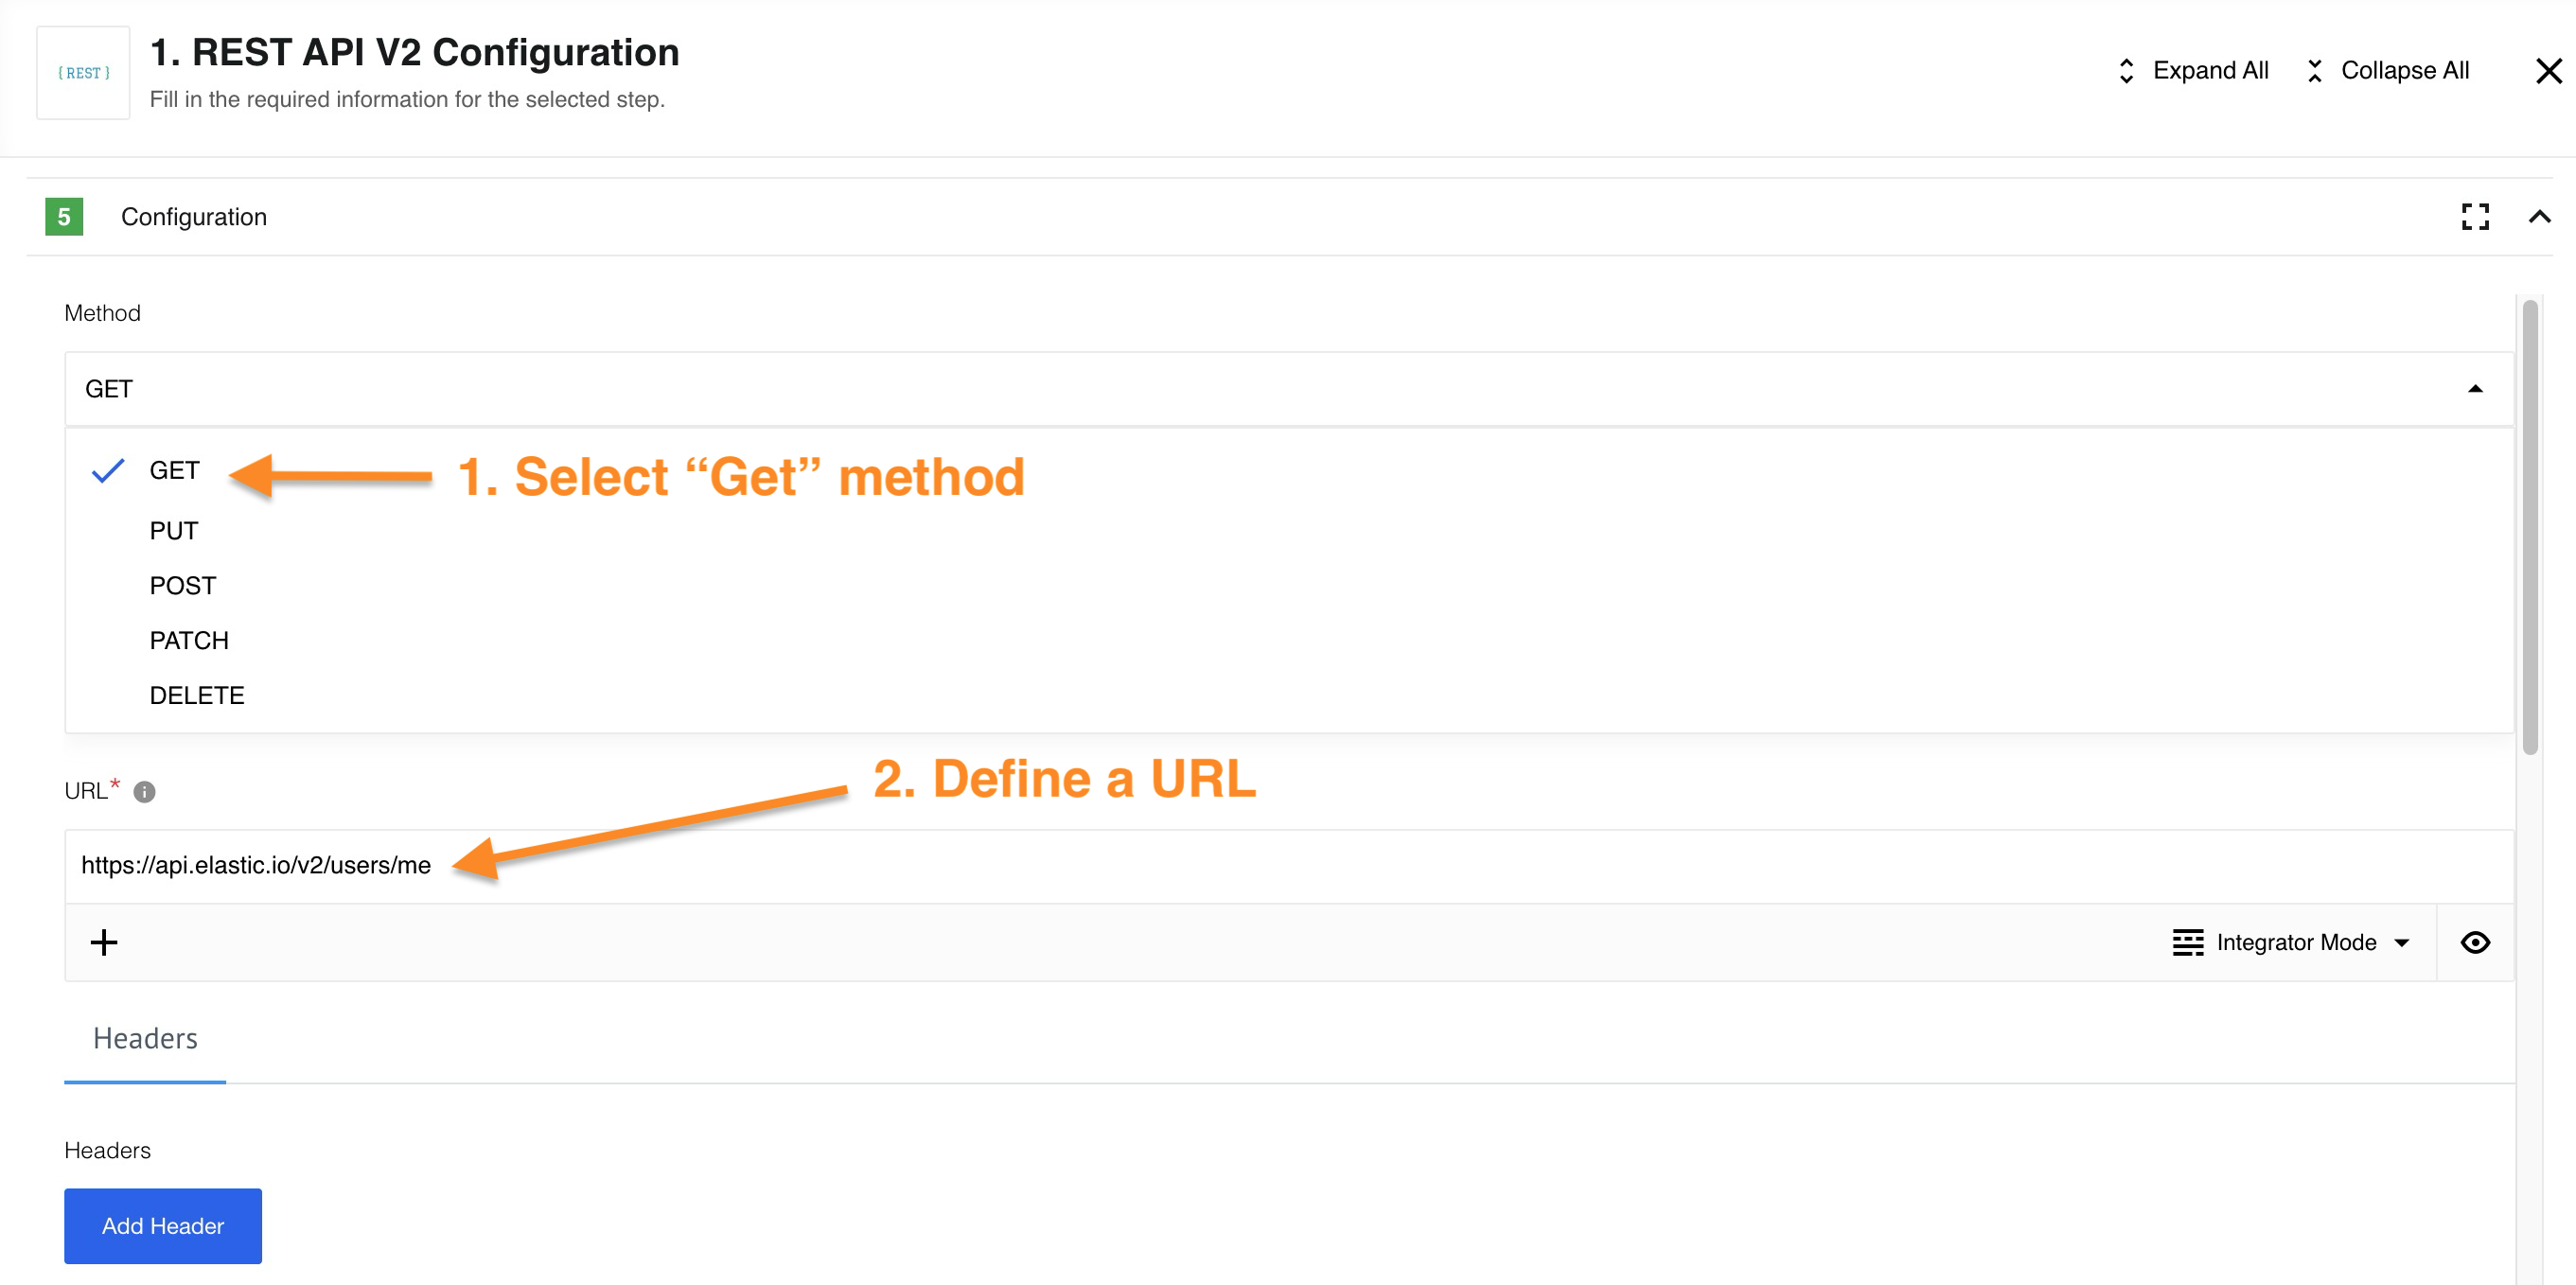 { REST }
1. REST API V2 Configuration
Fill in the required information for the selected step.
Expand All
Collapse All
5
Configuration
Method
GET
GET
1. Select “Get” method
PUT
POST
PATCH
DELETE
URL*
2. Define a URL
https://api.elastic.io/v2/users/me
Integrator Mode
Headers
Headers
Add Header